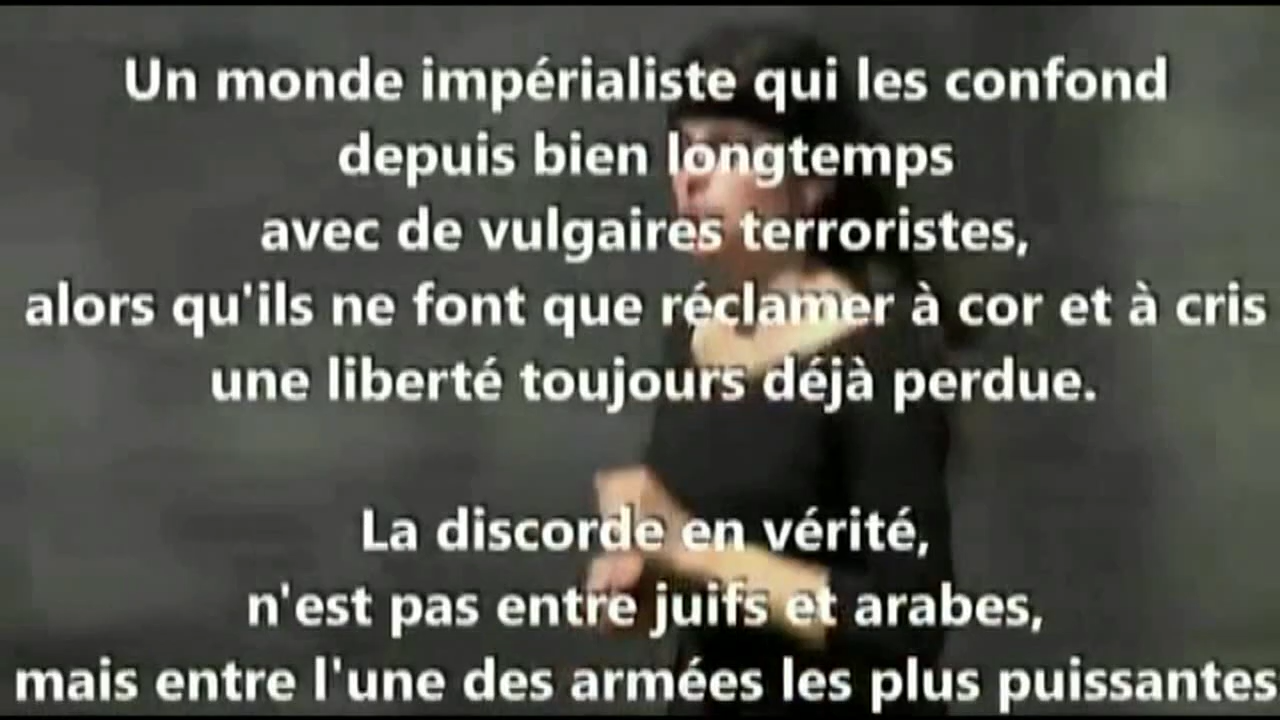 Un monde impérialiste qui les confond
depuis bien longtemps
avec de vulgaires terroristes,
alors qu'ils ne font que réclamer à cor et à cris
une liberté toujours déjà perdue.
La discorde en vérité,
n'est pas entre juifs et arabes,
mais entre l'une des armées les plus puissantes